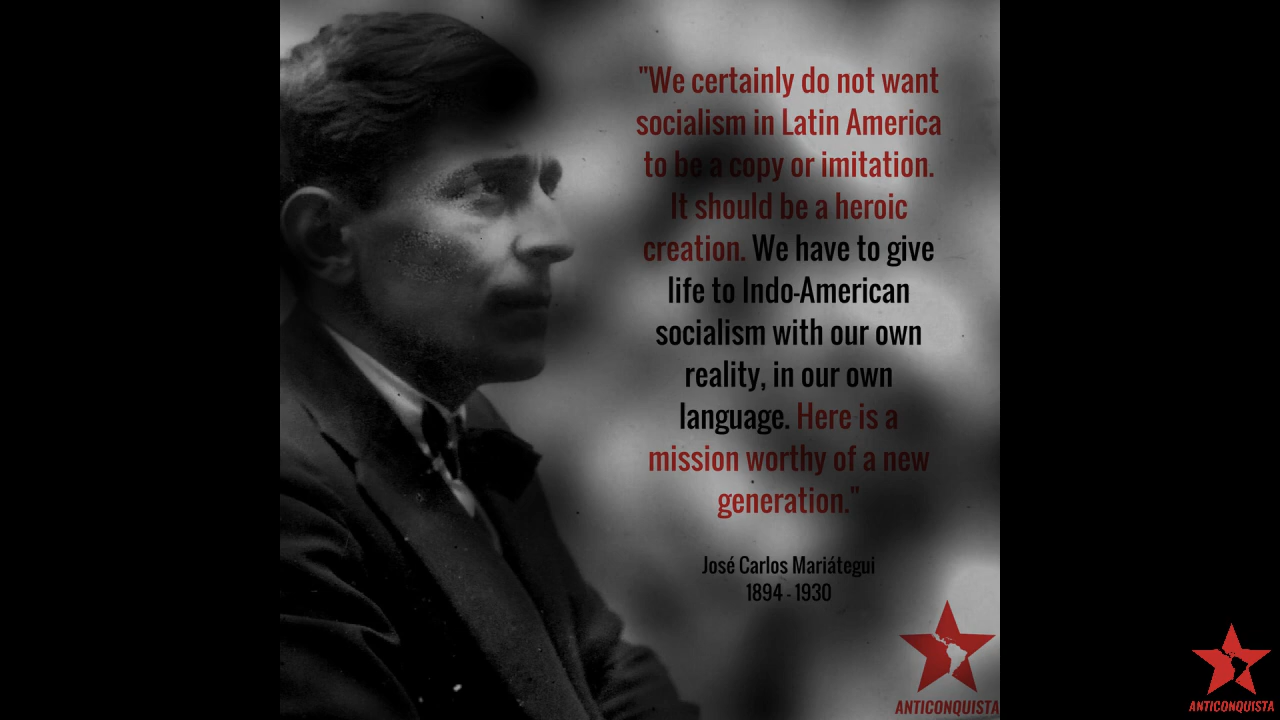 "We certainly do not want
socialism in Latin America
to be a copy or imitation.
It should be a heroic
creation. We have to give
life to Indo-American
socialism with our own
reality, in our own
language. Here is a
mission worthy of a new
generation."
José Carlos Mariátegui
1894 - 1930
ANTICONQUISTA
ANTICONQUISTA